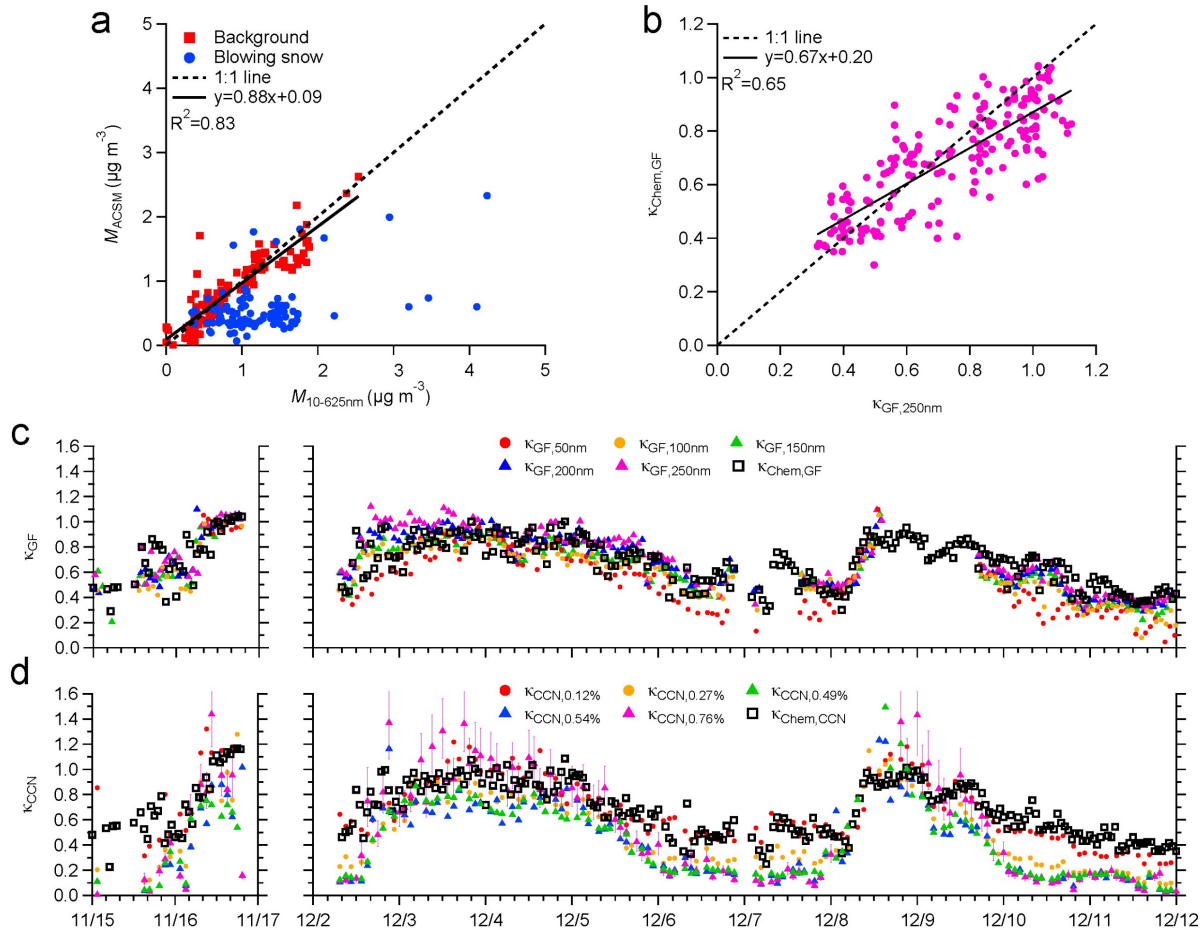 a
Background
Blowing snow
1:1 line
y=0.88x+0.09
R²=0.83
5
4
3
2
1
0
M_ACSM (µg m⁻³)
0 1 2 3 4 5
M_10-625nm (µg m⁻³)
b
1:1 line
y=0.67x+0.20
R²=0.65
1.2
1.0
0.8
0.6
0.4
0.2
0.0
κ_Chem,GF
0.0 0.2 0.4 0.6 0.8 1.0 1.2
κ_GF,250nm
c
κ_GF,50nm κ_GF,100nm κ_GF,150nm
κ_GF,200nm κ_GF,250nm κ_Chem,GF
1.6
1.4
1.2
1.0
0.8
0.6
0.4
0.2
0.0
κ_GF
d
κ_CCN,0.12% κ_CCN,0.27% κ_CCN,0.49%
κ_CCN,0.54% κ_CCN,0.76% κ_Chem,CCN
1.6
1.4
1.2
1.0
0.8
0.6
0.4
0.2
0.0
κ_CCN
11/15 11/16 11/17 12/2 12/3 12/4 12/5 12/6 12/7 12/8 12/9 12/10 12/11 12/12